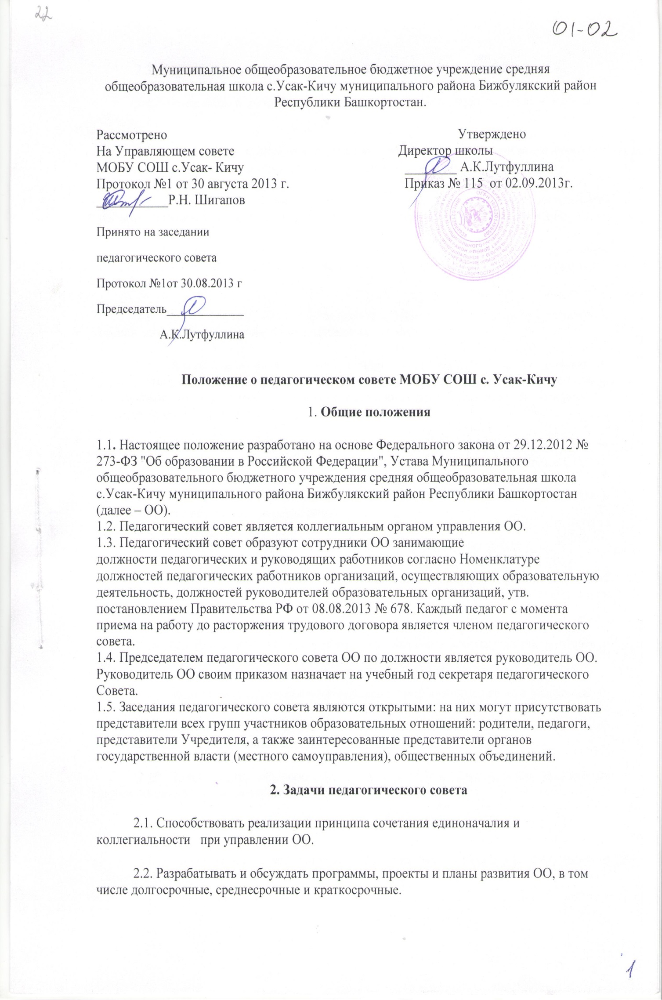 22
01-02
Муниципальное общеобразовательное бюджетное учреждение средняя
общеобразовательная школа с.Усак-Кичу муниципального района Бижбулякский район
Республики Башкортостан.
Рассмотрено
Утверждено
На Управляющем совете
Директор школы
МОБУ СОШ с.Усак- Кичу
_________ А.К.Лутфуллина
Протокол №1 от 30 августа 2013 г.
Приказ № 115  от 02.09.2013г.
____________Р.Н. Шигапов
Принято на заседании
педагогического совета
Протокол №1от 30.08.2013 г
Председатель_____________
А.К.Лутфуллина
Положение о педагогическом совете МОБУ СОШ с. Усак-Кичу
1. Общие положения
1.1. Настоящее положение разработано на основе Федерального закона от 29.12.2012 №
273-ФЗ "Об образовании в Российской Федерации", Устава Муниципального
общеобразовательного бюджетного учреждения средняя общеобразовательная школа
с.Усак-Кичу муниципального района Бижбулякский район Республики Башкортостан
(далее – ОО).
1.2. Педагогический совет является коллегиальным органом управления ОО.
1.3. Педагогический совет образуют сотрудники ОО занимающие
должности педагогических и руководящих работников согласно Номенклатуре
должностей педагогических работников организаций, осуществляющих образовательную
деятельность, должностей руководителей образовательных организаций, утв.
постановлением Правительства РФ от 08.08.2013 № 678. Каждый педагог с момента
приема на работу до расторжения трудового договора является членом педагогического
совета.
1.4. Председателем педагогического совета ОО по должности является руководитель ОО.
Руководитель ОО своим приказом назначает на учебный год секретаря педагогического
Совета.
1.5. Заседания педагогического совета являются открытыми: на них могут присутствовать
представители всех групп участников образовательных отношений: родители, педагоги,
представители Учредителя, а также заинтересованные представители органов
государственной власти (местного самоуправления), общественных объединений.
2. Задачи педагогического совета
2.1. Способствовать реализации принципа сочетания единоначалия и
коллегиальности   при управлении ОО.
2.2. Разрабатывать и обсуждать программы, проекты и планы развития ОО, в том
числе долгосрочные, среднесрочные и краткосрочные.
1